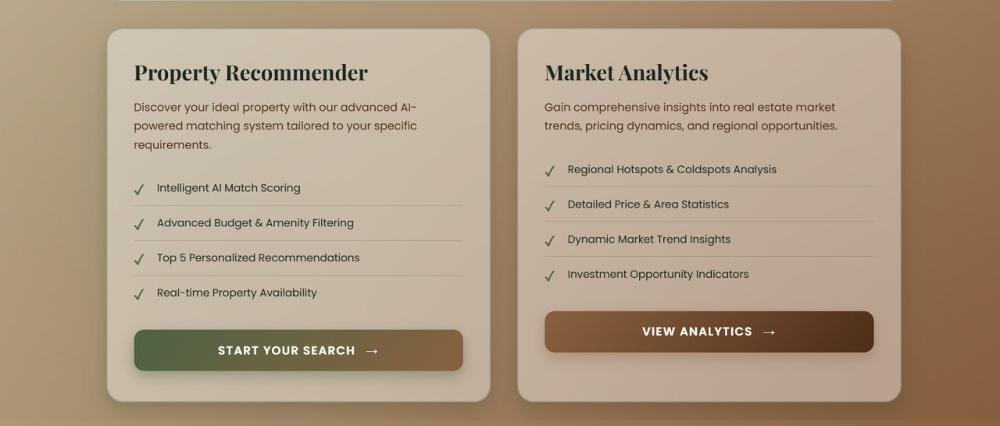 Property Recommender
Discover your ideal property with our advanced AI-
powered matching system tailored to your specific
requirements.
✓ Intelligent AI Match Scoring
✓ Advanced Budget & Amenity Filtering
✓ Top 5 Personalized Recommendations
✓ Real-time Property Availability
START YOUR SEARCH →
Market Analytics
Gain comprehensive insights into real estate market
trends, pricing dynamics, and regional opportunities.
✓ Regional Hotspots & Coldspots Analysis
✓ Detailed Price & Area Statistics
✓ Dynamic Market Trend Insights
✓ Investment Opportunity Indicators
VIEW ANALYTICS →